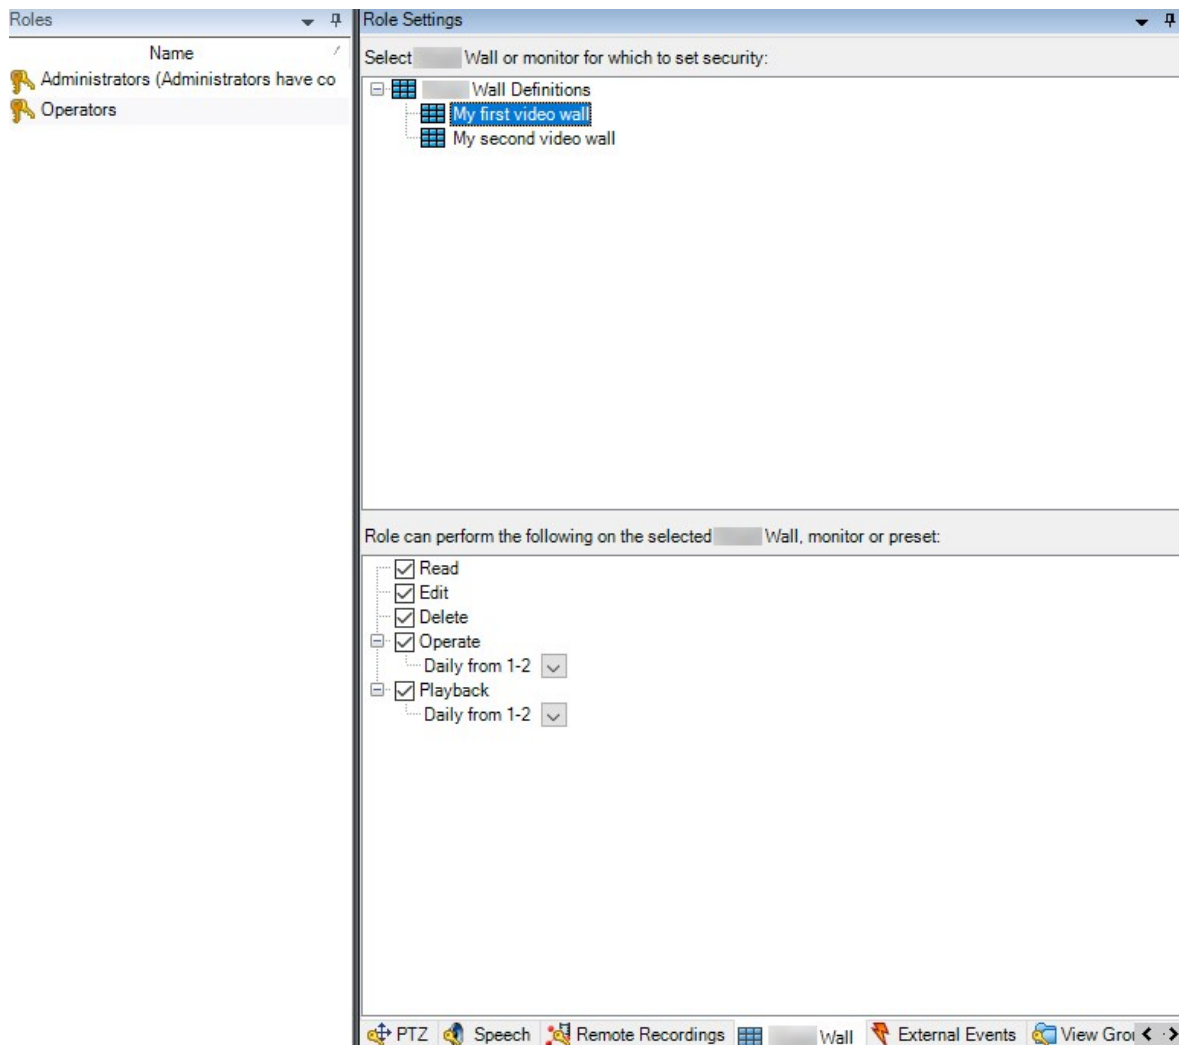 Roles
Name
Administrators (Administrators have co
Operators
Role Settings
Select Wall or monitor for which to set security:
Wall Definitions
My first video wall
My second video wall
Role can perform the following on the selected Wall, monitor or preset:
Read
Edit
Delete
Operate
Daily from 1-2
Playback
Daily from 1-2
PTZ Speech Remote Recordings Wall External Events View Grou